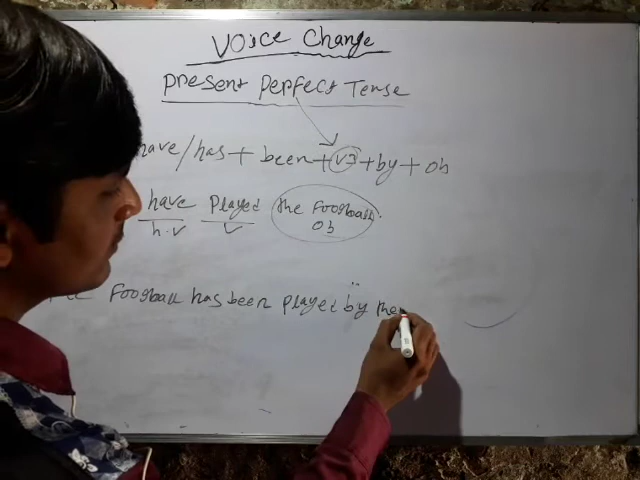 Voice Change
Present Perfect Tense
have/has + been + v3 + by + ob
have played the Football.
h.v v ob
Football has been played by the